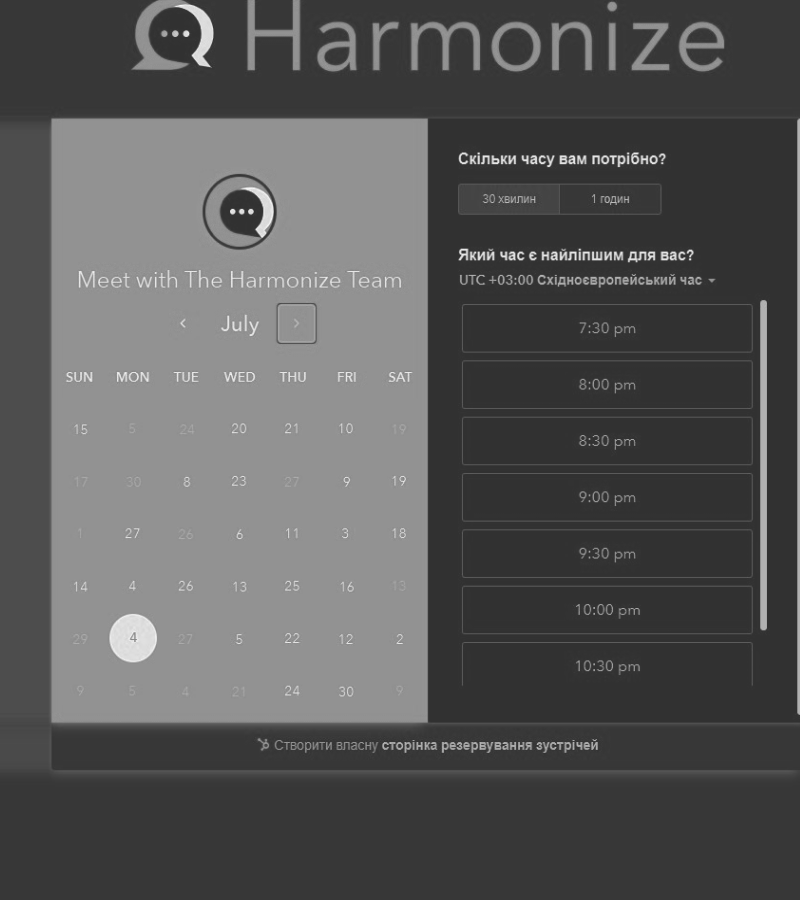 Harmonize
Meet with The Harmonize Team
July
SUN MON TUE WED THU FRI SAT
15 5 24 20 21 10 19
17 30 8 23 27 9 19
1 27 26 6 11 3 18
14 4 26 13 25 16 13
29 4 27 5 22 12 2
9 5 4 21 24 30 9
Скільки часу вам потрібно?
30 хвилин 1 годин
Який час є найліпшим для вас?
UTC +03:00 Східноєвропейський час
7:30 pm
8:00 pm
8:30 pm
9:00 pm
9:30 pm
10:00 pm
10:30 pm
Створити власну сторінка резервування зустрічей